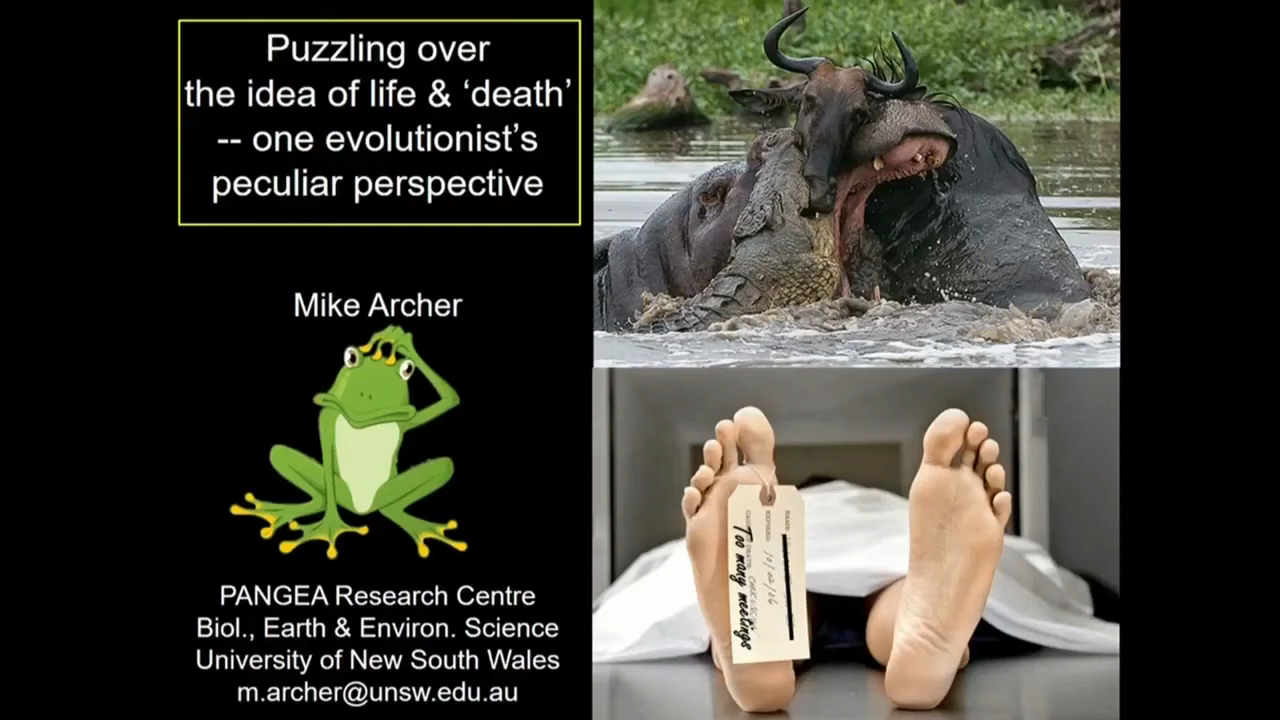 Puzzling over
the idea of life & ‘death’
-- one evolutionist’s
peculiar perspective
Mike Archer
PANGEA Research Centre
Biol., Earth & Environ. Science
University of New South Wales
m.archer@unsw.edu.au
Too many meetings